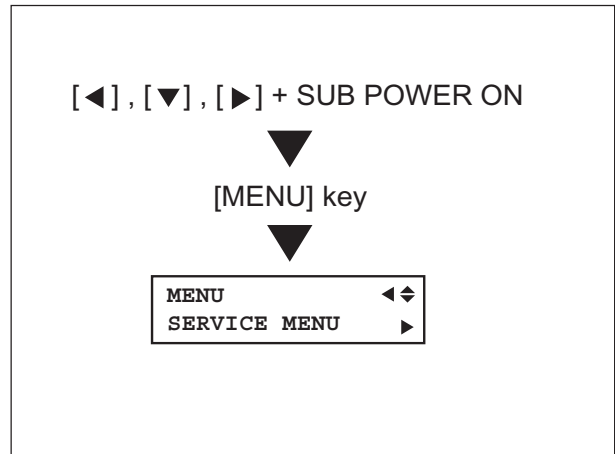 [◀] , [▼] , [▶] + SUB POWER ON
[MENU] key
MENU ◀◆
SERVICE MENU ▶